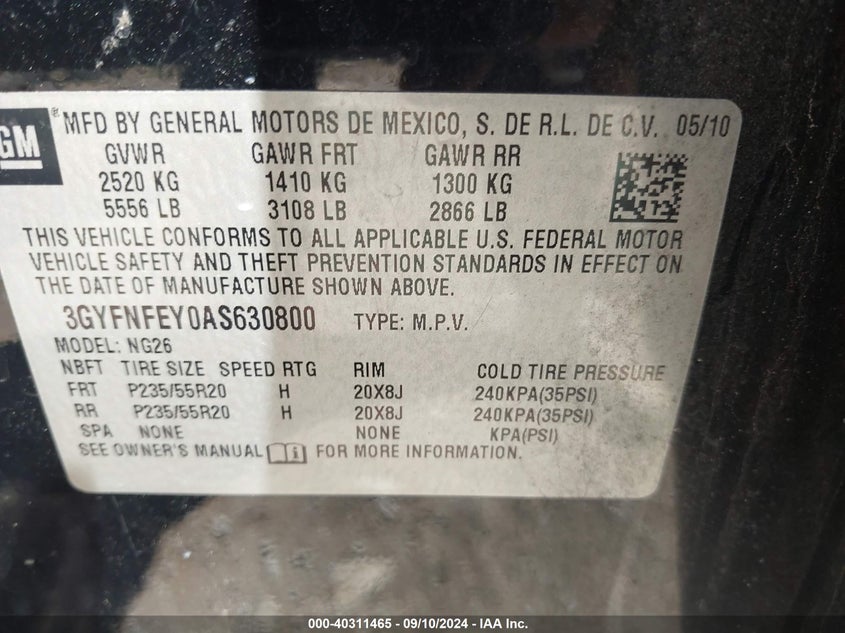 GM® MFD BY GENERAL MOTORS DE MEXICO, S. DE R.L. DE C.V. 05/10
GVWR GAWR FRT GAWR RR
2520 KG 1410 KG 1300 KG
5556 LB 3108 LB 2866 LB
THIS VEHICLE CONFORMS TO ALL APPLICABLE U.S. FEDERAL MOTOR
VEHICLE SAFETY AND THEFT PREVENTION STANDARDS IN EFFECT ON
THE DATE OF MANUFACTURE SHOWN ABOVE.
3GYFNFEY0AS630800 TYPE: M.P.V.
MODEL: NG26
NBFT TIRE SIZE SPEED RTG RIM COLD TIRE PRESSURE
FRT P235/55R20 H 20X8J 240KPA(35PSI)
RR P235/55R20 H 20X8J 240KPA(35PSI)
SPA NONE NONE KPA(PSI)
SEE OWNER'S MANUAL i FOR MORE INFORMATION.
000-40311465 - 09/10/2024 - IAA Inc.